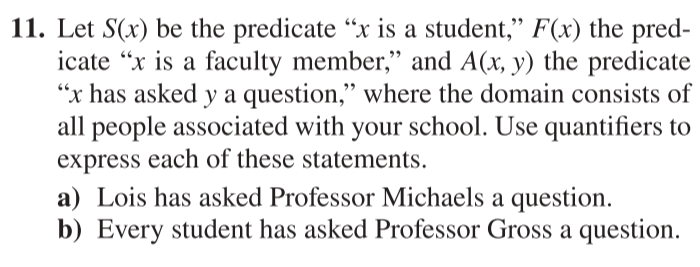 11. Let S(x) be the predicate “x is a student,” F(x) the pred-
icate “x is a faculty member,” and A(x, y) the predicate
“x has asked y a question,” where the domain consists of
all people associated with your school. Use quantifiers to
express each of these statements.
a) Lois has asked Professor Michaels a question.
b) Every student has asked Professor Gross a question.